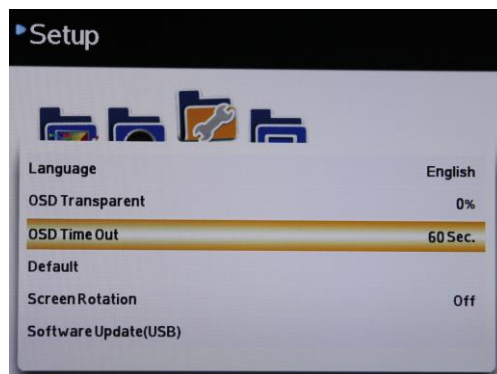 Setup
Language English
OSD Transparent 0%
OSD Time Out 60 Sec.
Default
Screen Rotation Off
Software Update(USB)